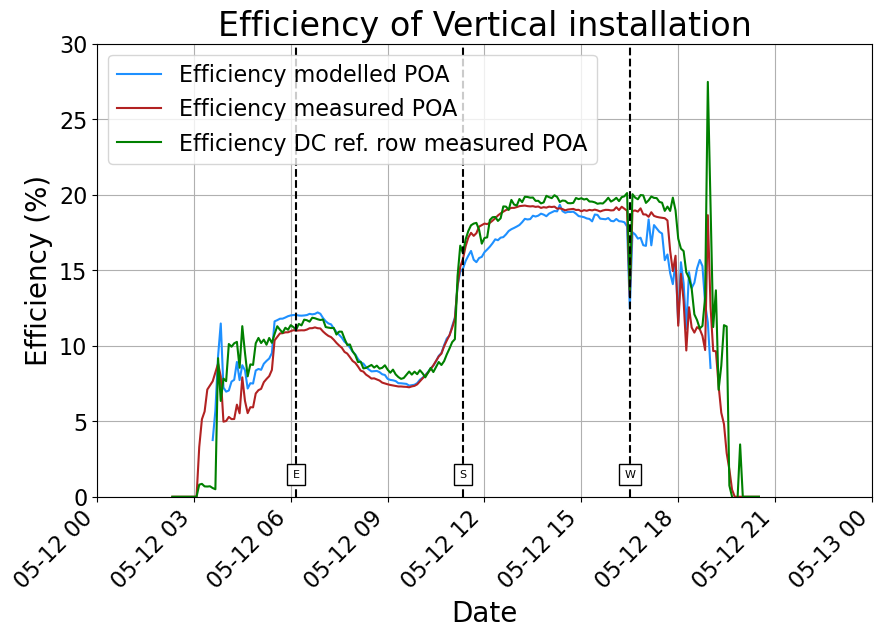 Efficiency of Vertical installation
Efficiency modelled POA
Efficiency measured POA
Efficiency DC ref. row measured POA
Efficiency (%)
30
25
20
15
10
5
0
E
S
W
05-12 00
05-12 03
05-12 06
05-12 09
05-12 12
05-12 15
05-12 18
05-12 21
05-13 00
Date